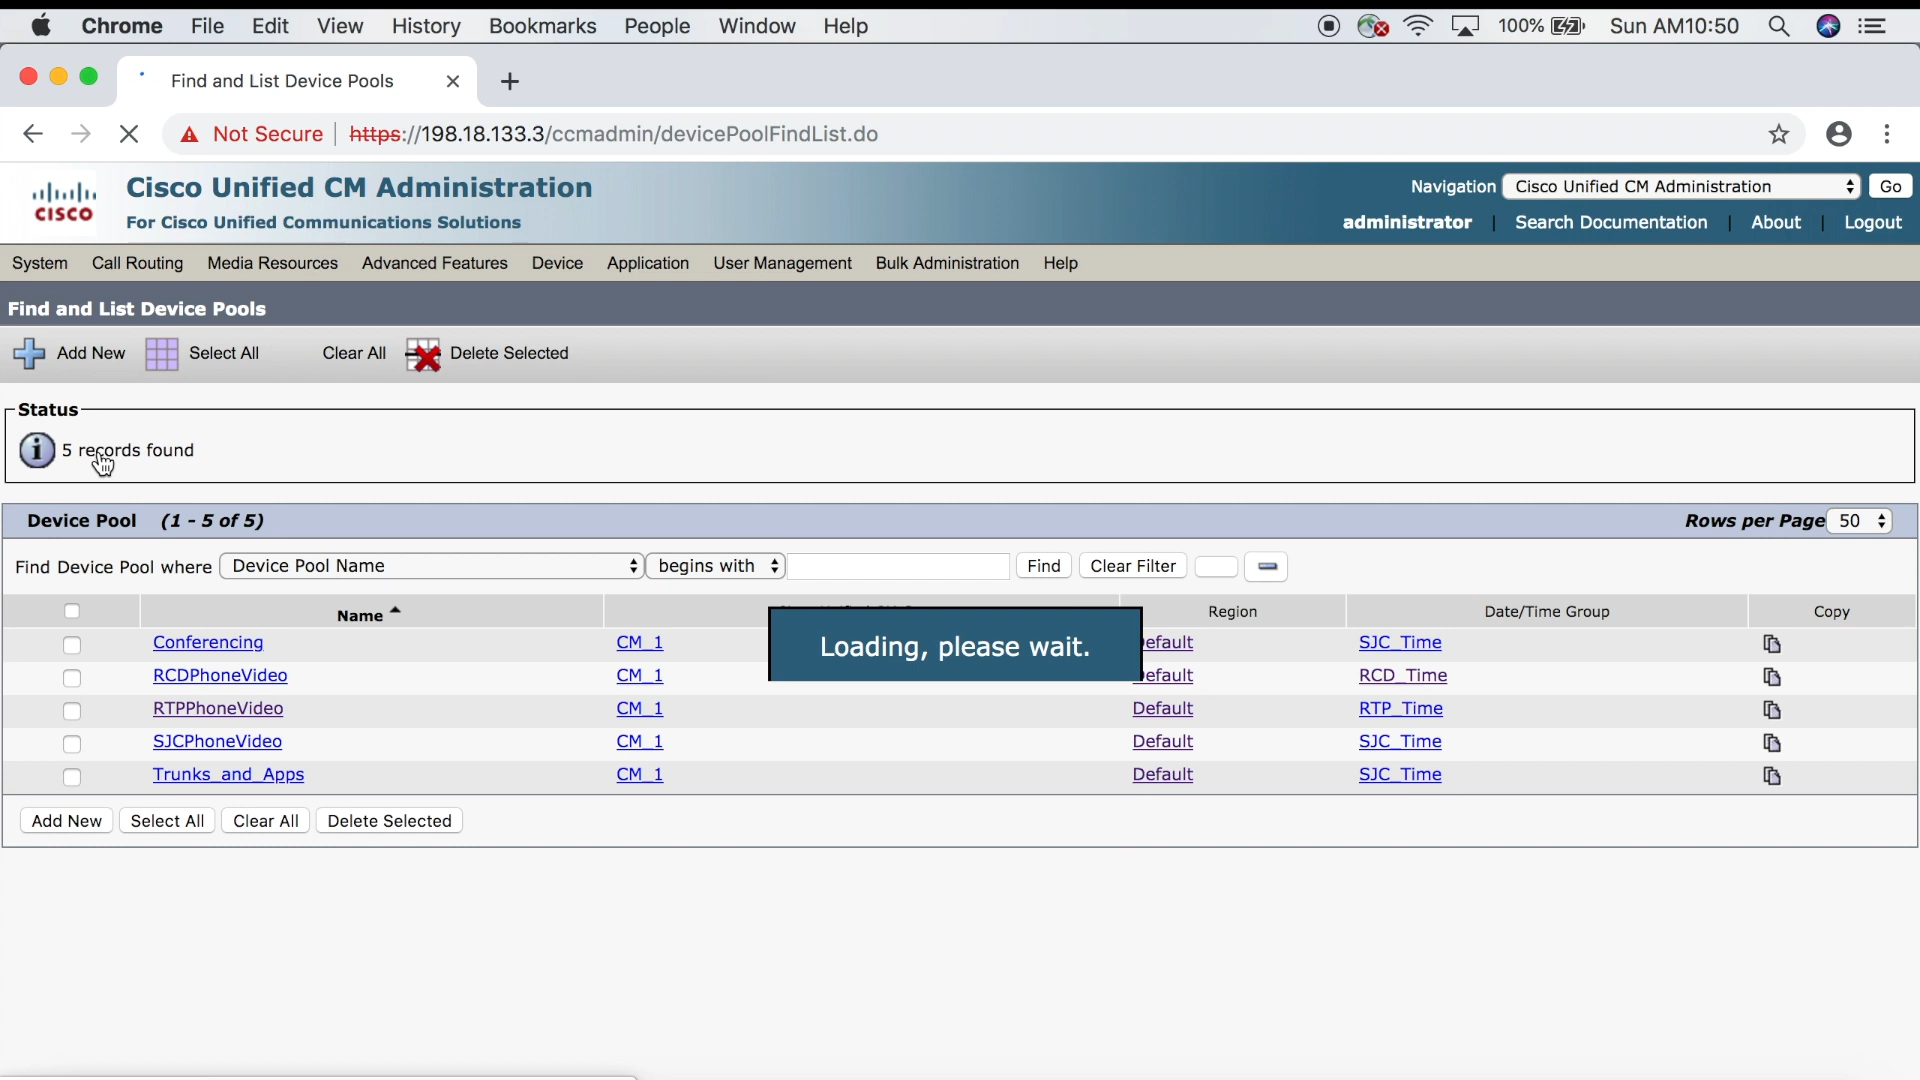 Chrome File Edit View History Bookmarks People Window Help 100% Sun AM10:50
Find and List Device Pools
Not Secure https://198.18.133.3/ccmadmin/devicePoolFindList.do
CISCO Cisco Unified CM Administration Navigation Cisco Unified CM Administration Go
For Cisco Unified Communications Solutions administrator | Search Documentation | About | Logout
System Call Routing Media Resources Advanced Features Device Application User Management Bulk Administration Help
Find and List Device Pools
Add New Select All Clear All Delete Selected
Status
5 records found
Device Pool (1 - 5 of 5) Rows per Page 50
Find Device Pool where Device Pool Name begins with Find Clear Filter
Name Region Date/Time Group Copy
Conferencing CM_1 efault SJC_Time
Loading, please wait.
RCDPhoneVideo CM_1 efault RCD_Time
RTPPhoneVideo CM_1 Default RTP_Time
SJCPhoneVideo CM_1 Default SJC_Time
Trunks_and_Apps CM_1 Default SJC_Time
Add New Select All Clear All Delete Selected